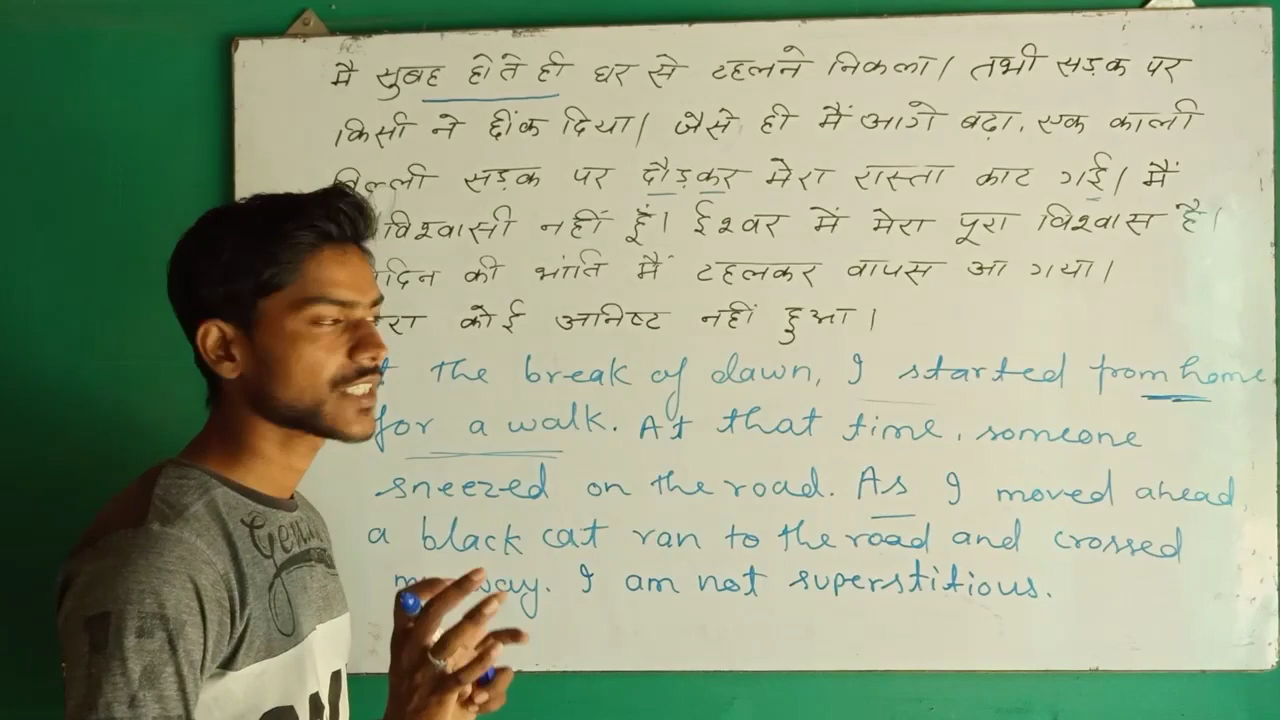 मै सुबह होते ही घर से टहलने निकला। तभी सड़क पर
किसी ने छींक दिया। जैसे ही मैं आगे बढ़ा, एक काली
बिल्ली सड़क पर दौड़कर मेरा रास्ता काट गई। मैं
विश्वासी नहीं हूं। ईश्वर में मेरा पूरा विश्वास है।
दिन की भांति मैं टहलकर वापस आ गया।
रा कोई अनिष्ट नहीं हुआ।
the break of dawn, I started from home
for a walk. At that time, someone
sneezed on the road. As I moved ahead,
a black cat ran to the road and crossed
way. I am not superstitious.